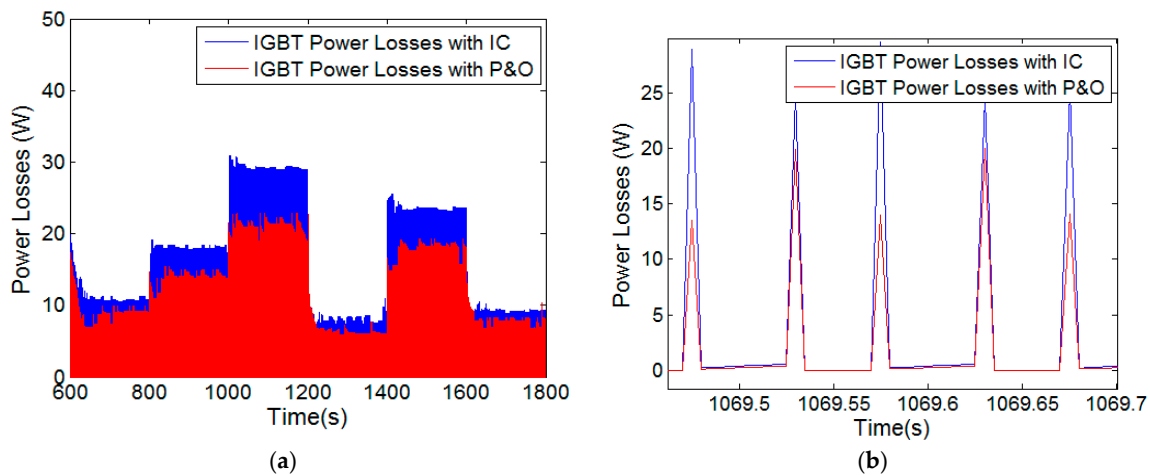 50
40
30
20
10
0
Power Losses (W)
IGBT Power Losses with IC
IGBT Power Losses with P&O
600 800 1000 1200 1400 1600 1800
Time(s)
(a)
25
20
15
10
5
0
Power Losses (W)
IGBT Power Losses with IC
IGBT Power Losses with P&O
1069.5 1069.55 1069.6 1069.65 1069.7
Time(s)
(b)